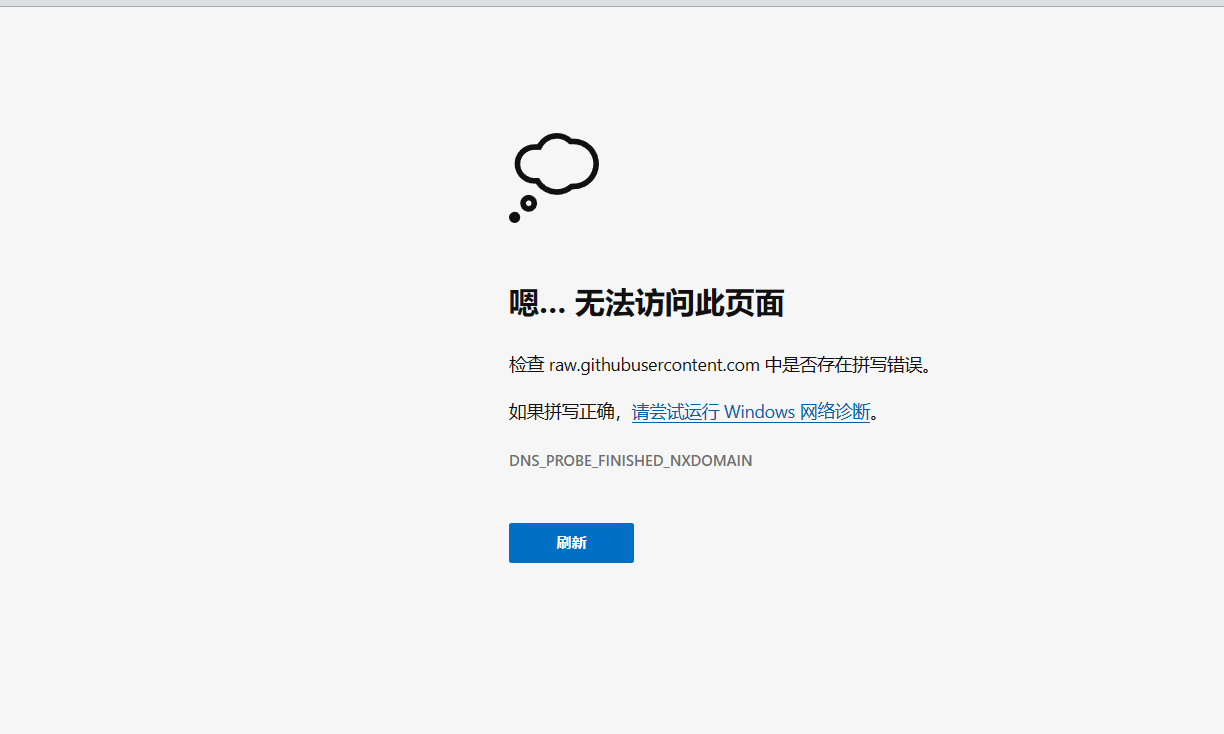 嗯… 无法访问此页面
检查 raw.githubusercontent.com 中是否存在拼写错误。
如果拼写正确，请尝试运行 Windows 网络诊断。
DNS_PROBE_FINISHED_NXDOMAIN
刷新